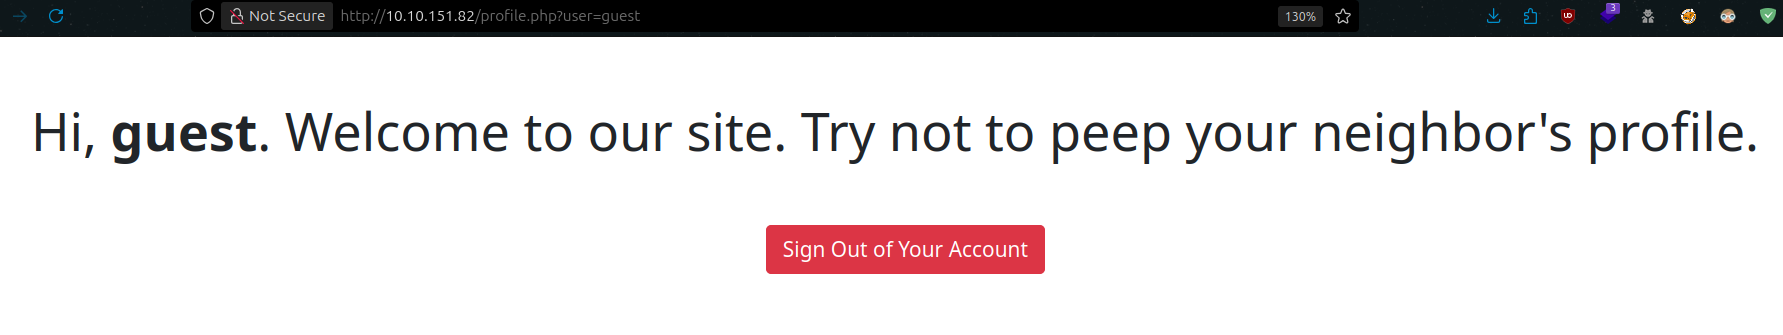 Not Secure http://10.10.151.82/profile.php?user=guest 130% 3
Hi, guest. Welcome to our site. Try not to peep your neighbor's profile.
Sign Out of Your Account